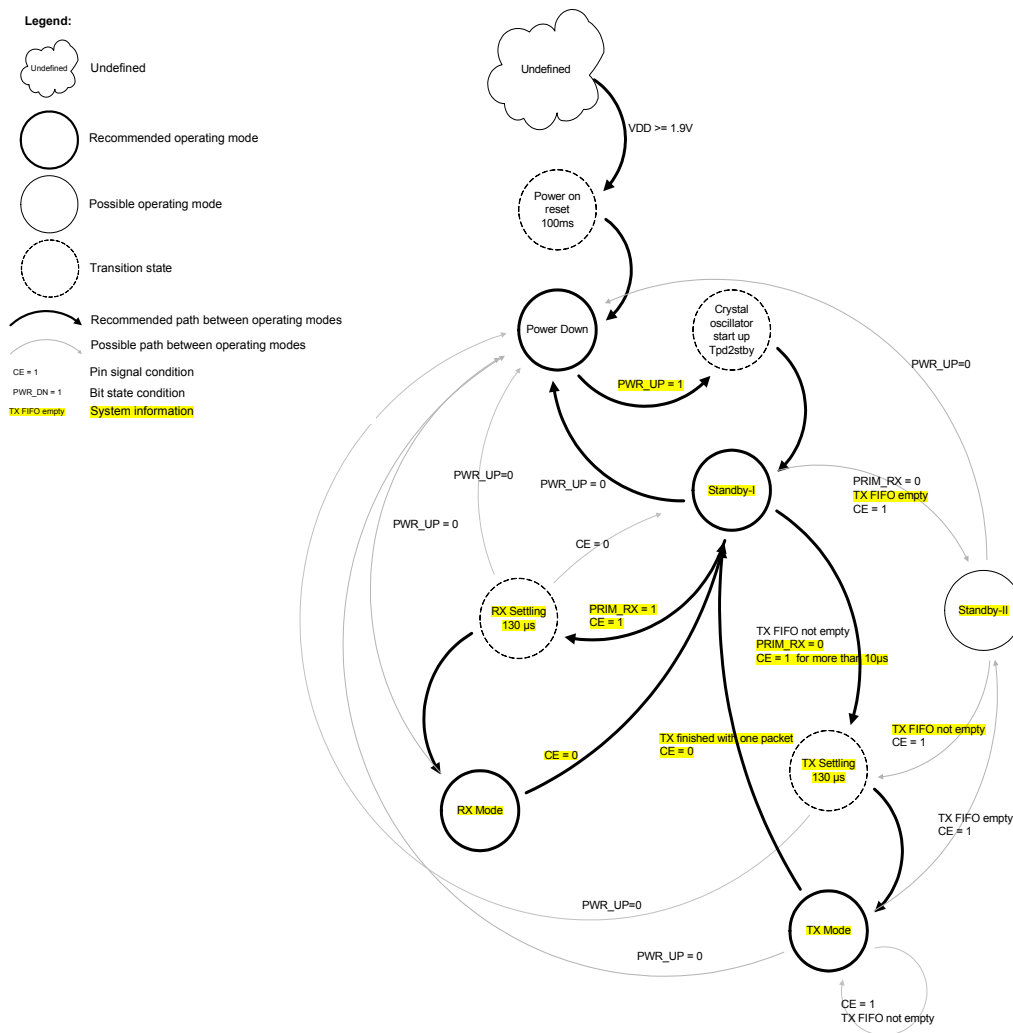 Legend:
Undefined
Undefined
Recommended operating mode
Possible operating mode
Transition state
Recommended path between operating modes
Possible path between operating modes
CE = 1
Pin signal condition
PWR_DN = 1
Bit state condition
TX FIFO empty
System information
Undefined
VDD >= 1.9V
Power on
reset
100ms
Power Down
Crystal
oscillator
start up
Tpd2stby
PWR_UP=0
PWR_UP = 1
PWR_UP=0
PWR_UP = 0
Standby-I
PRIM_RX = 0
TX FIFO empty
CE = 1
PWR_UP = 0
CE = 0
RX Settling
130 µs
PRIM_RX = 1
CE = 1
Standby-II
TX FIFO not empty
PRIM_RX = 0
CE = 1 for more than 10µs
TX FIFO not empty
CE = 1
TX finished with one packet
CE = 0
CE = 0
TX Settling
130 µs
RX Mode
TX FIFO empty
CE = 1
PWR_UP=0
TX Mode
PWR_UP = 0
CE = 1
TX FIFO not empty